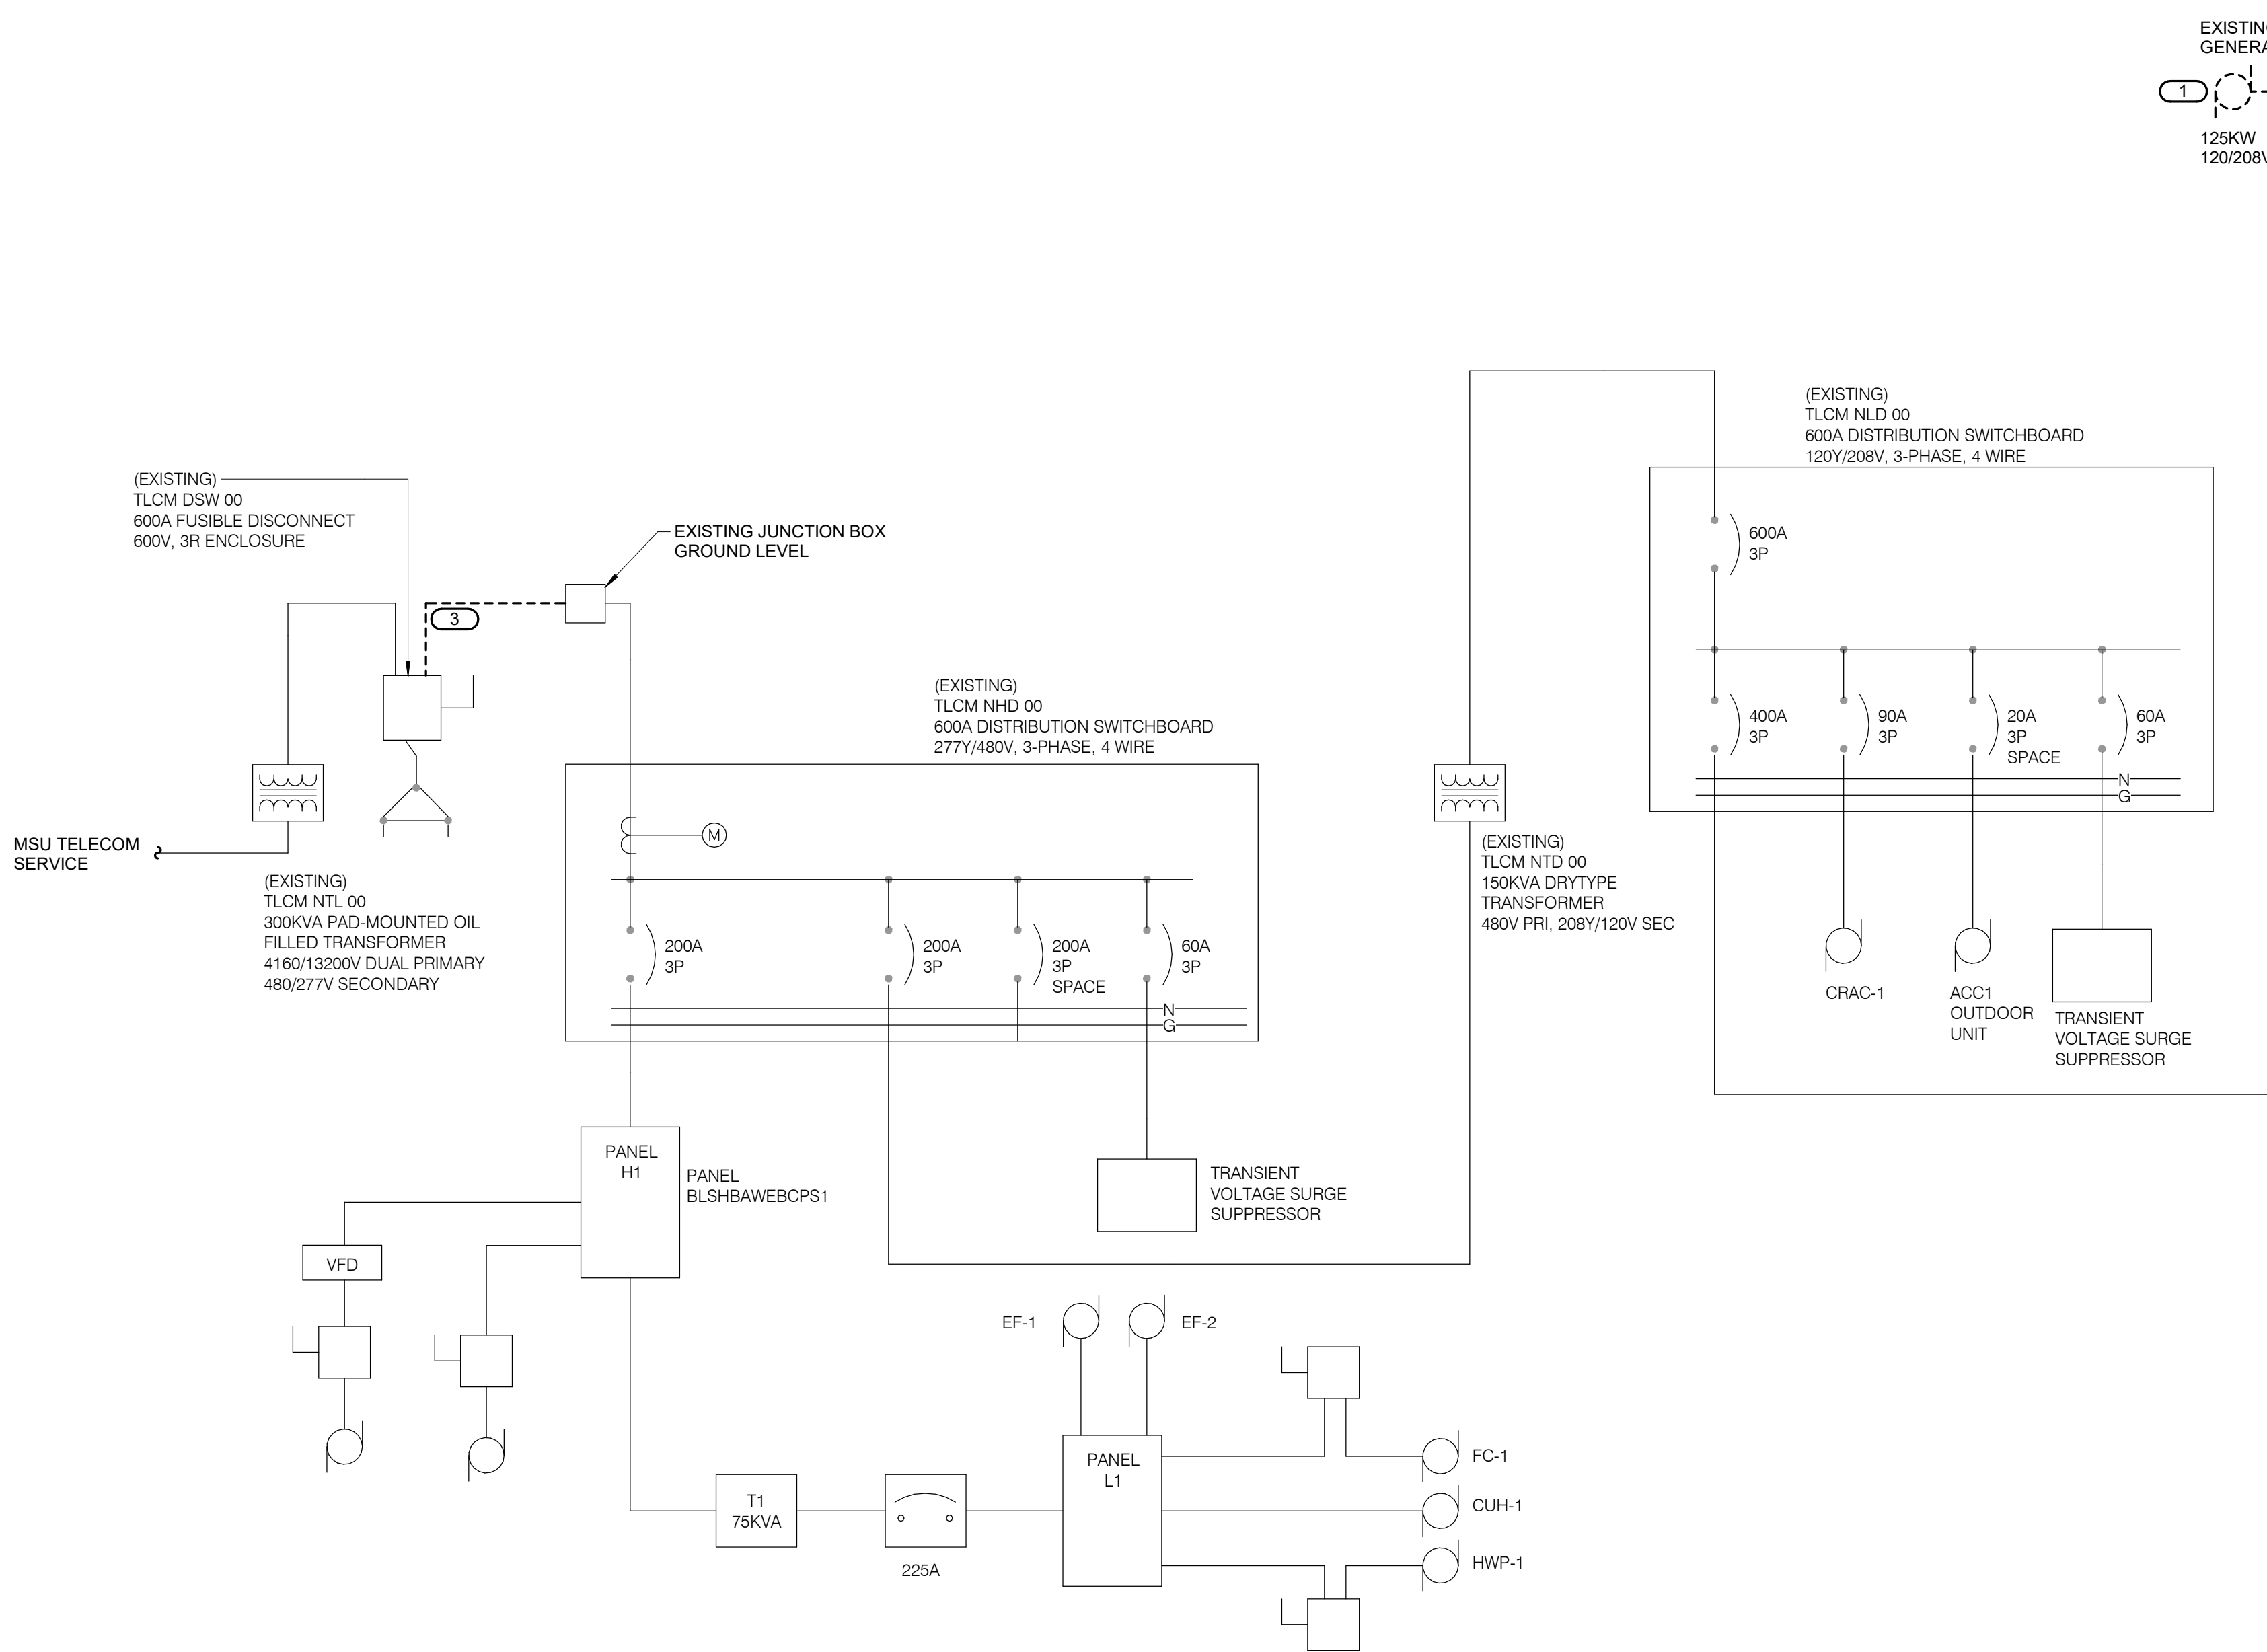 EXISTIN
GENERA
1
125KW
120/208V
(EXISTING)
TLCM NLD 00
600A DISTRIBUTION SWITCHBOARD
120Y/208V, 3-PHASE, 4 WIRE
(EXISTING)
TLCM DSW 00
600A FUSIBLE DISCONNECT
600V, 3R ENCLOSURE
EXISTING JUNCTION BOX
GROUND LEVEL
3
600A
3P
(EXISTING)
TLCM NHD 00
600A DISTRIBUTION SWITCHBOARD
277Y/480V, 3-PHASE, 4 WIRE
400A
3P
90A
3P
20A
3P
SPACE
60A
3P
N
G
M
MSU TELECOM
SERVICE
(EXISTING)
TLCM NTL 00
300KVA PAD-MOUNTED OIL
FILLED TRANSFORMER
4160/13200V DUAL PRIMARY
480/277V SECONDARY
(EXISTING)
TLCM NTD 00
150KVA DRYTYPE
TRANSFORMER
480V PRI, 208Y/120V SEC
200A
3P
200A
3P
200A
3P
SPACE
60A
3P
N
G
CRAC-1
ACC1
OUTDOOR
UNIT
TRANSIENT
VOLTAGE SURGE
SUPPRESSOR
PANEL
H1
PANEL
BLSHBAWEBCPS1
TRANSIENT
VOLTAGE SURGE
SUPPRESSOR
VFD
EF-1
EF-2
PANEL
L1
FC-1
CUH-1
HWP-1
T1
75KVA
225A